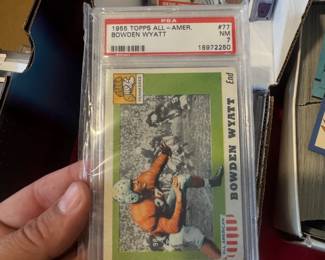 PSA
1955 TOPPS ALL-AMER. #77
BOWDEN WYATT NM
7
18972250
End
BOWDEN WYATT